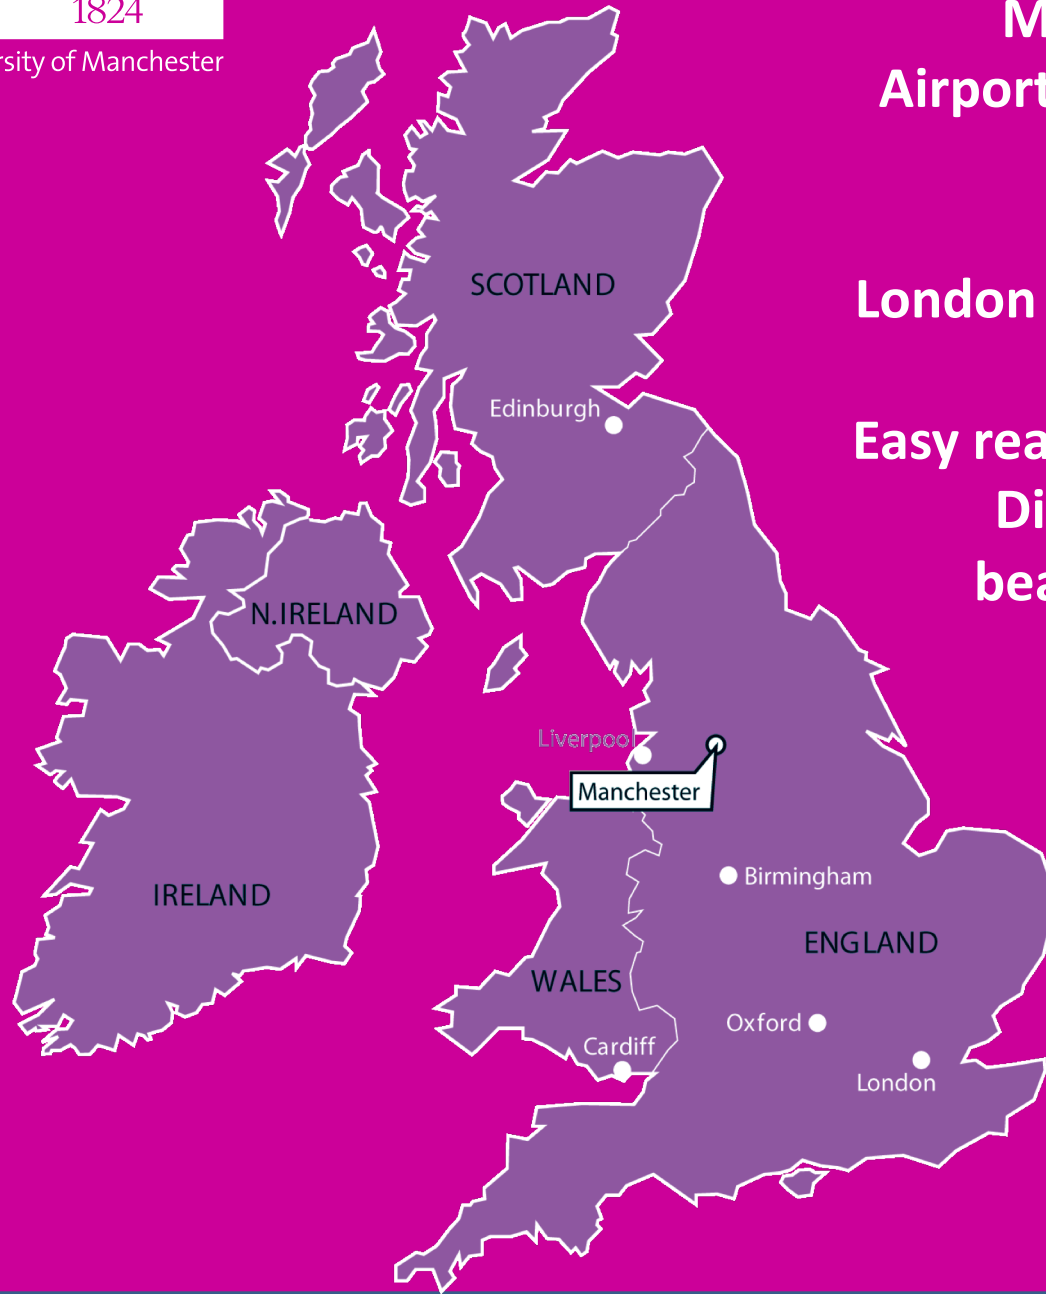 1824
rsity of Manchester
M
Airport
SCOTLAND
London
Edinburgh
Easy rea
Di
bea
N.IRELAND
Liverpool
Manchester
Birmingham
IRELAND
ENGLAND
WALES
Oxford
Cardiff
London